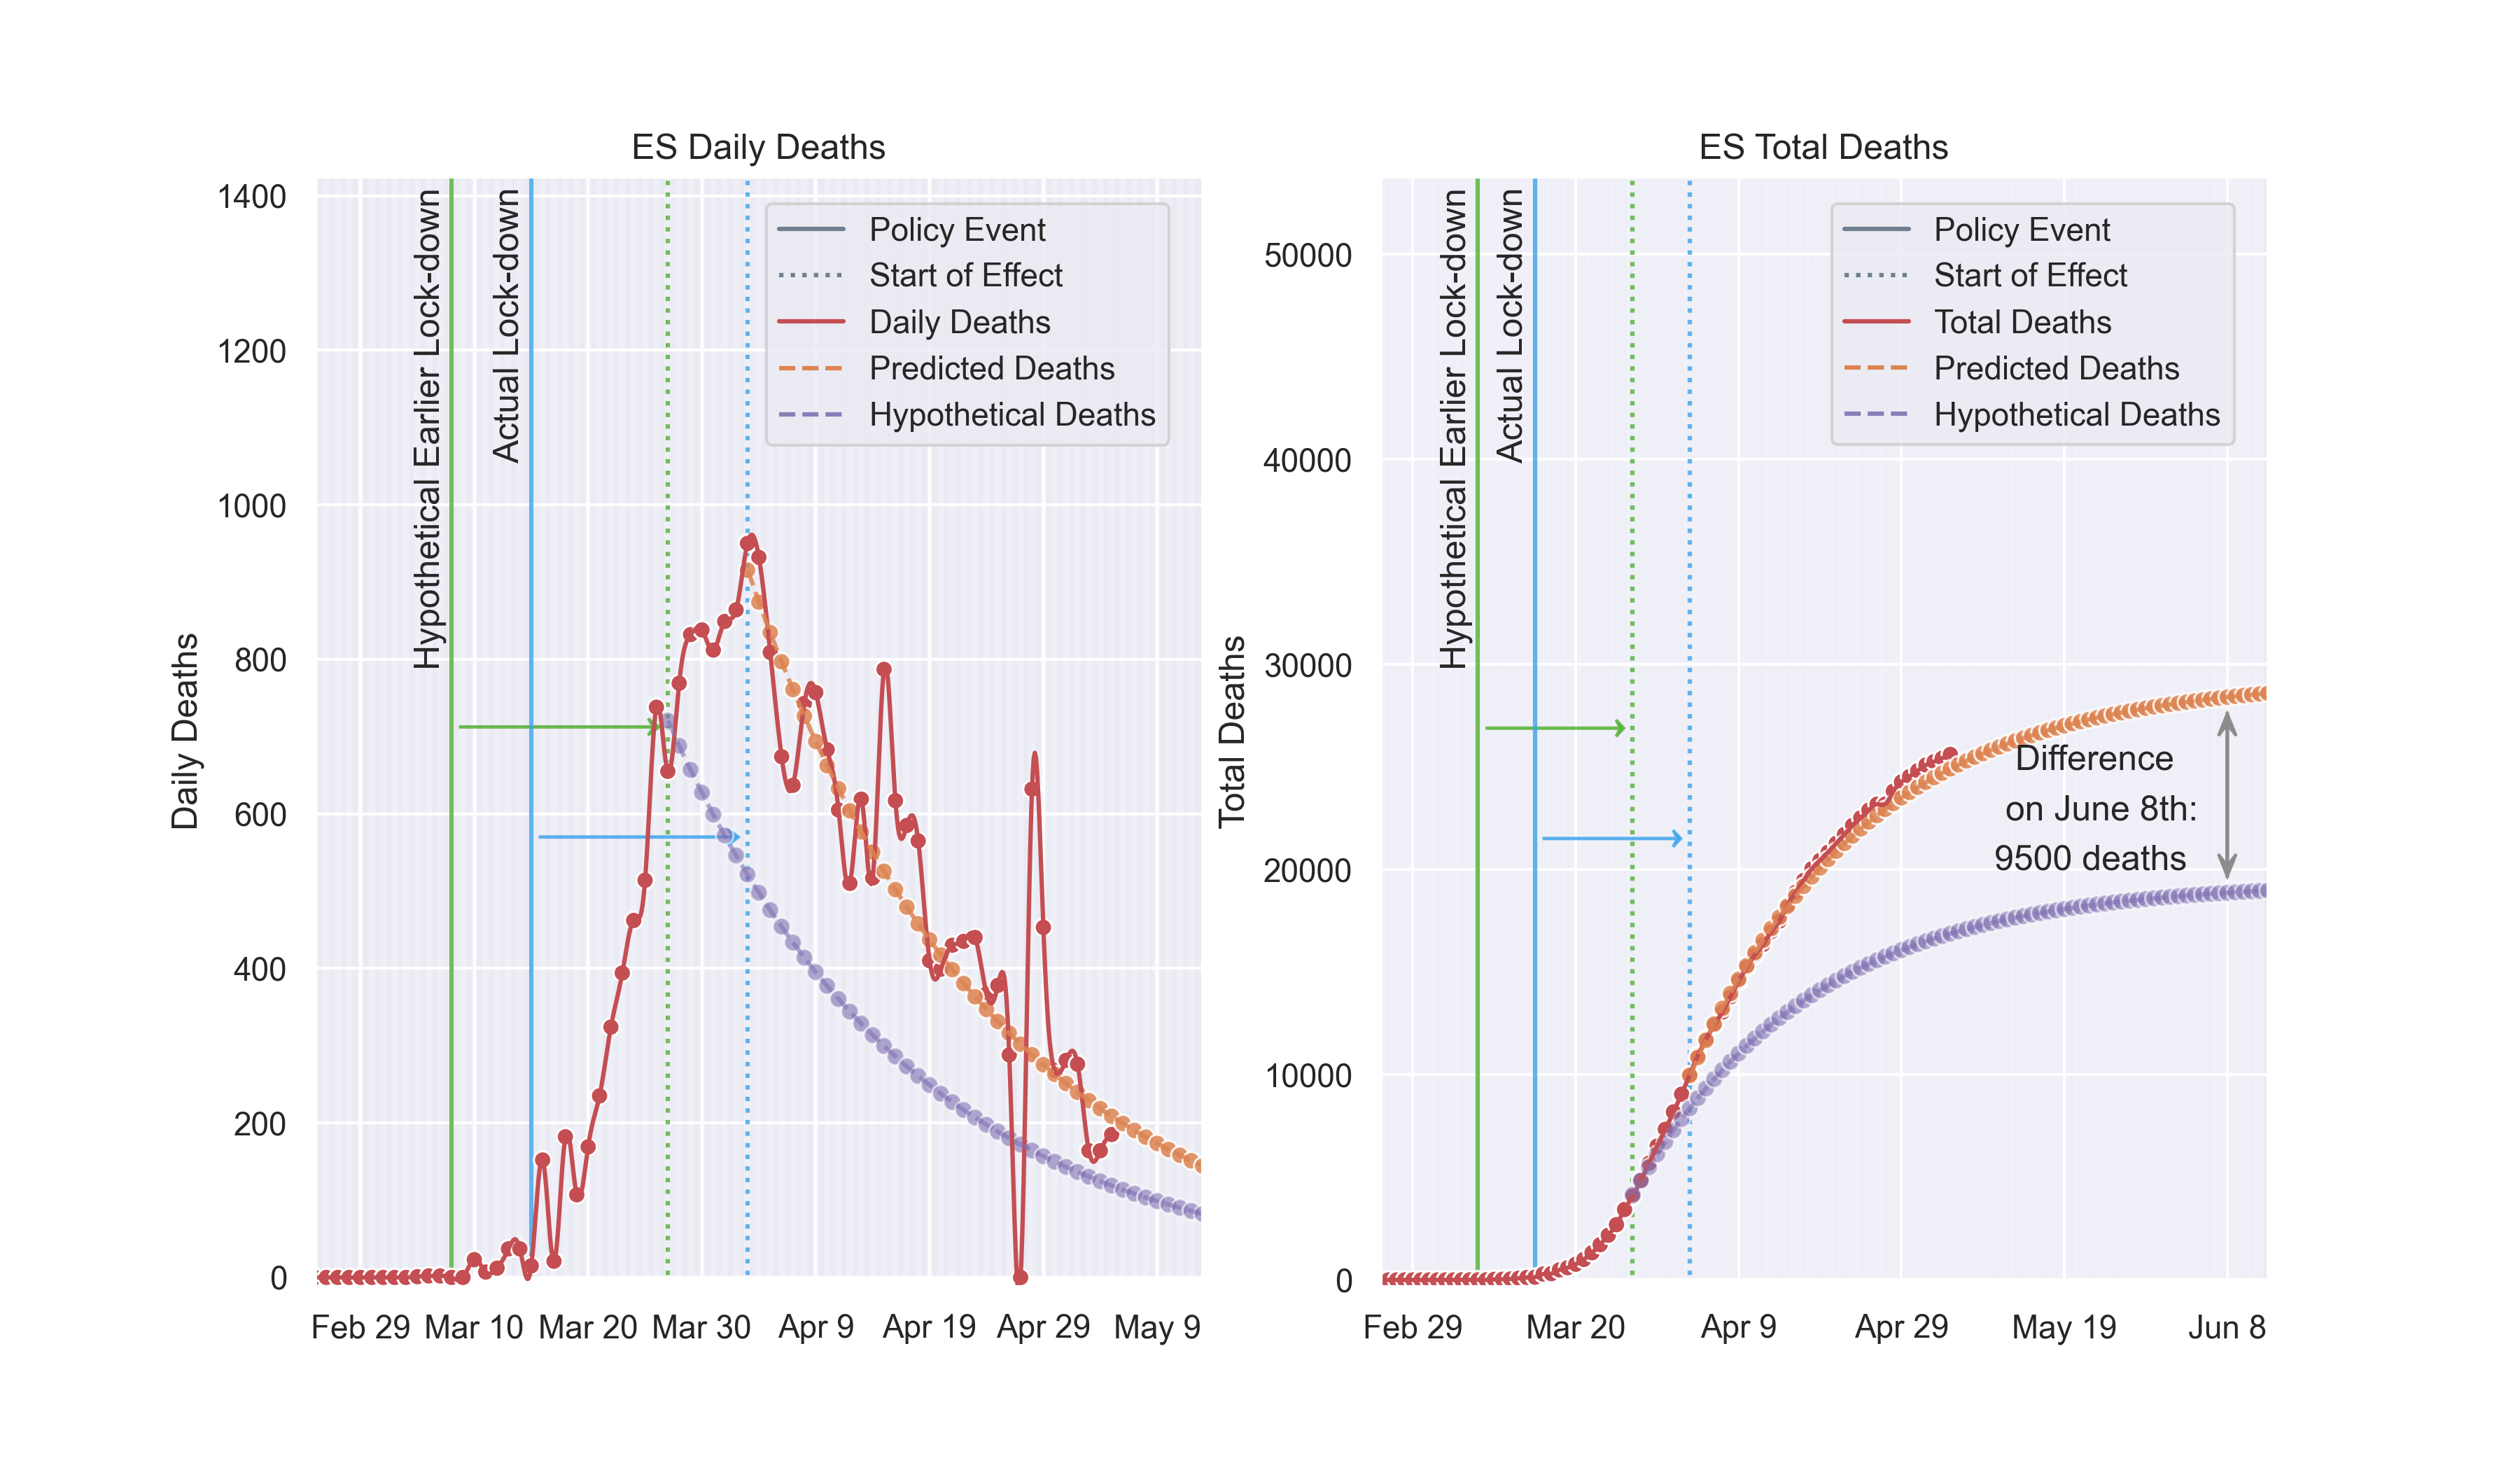 ES Daily Deaths
1400
1200
1000
800
600
400
200
0
Daily Deaths
Hypothetical Earlier Lock-down
Actual Lock-down
Policy Event
Start of Effect
Daily Deaths
Predicted Deaths
Hypothetical Deaths
Feb 29
Mar 10
Mar 20
Mar 30
Apr 9
Apr 19
Apr 29
May 9
ES Total Deaths
50000
40000
30000
20000
10000
0
Total Deaths
Hypothetical Earlier Lock-down
Actual Lock-down
Policy Event
Start of Effect
Total Deaths
Predicted Deaths
Hypothetical Deaths
Difference
on June 8th:
9500 deaths
Feb 29
Mar 20
Apr 9
Apr 29
May 19
Jun 8